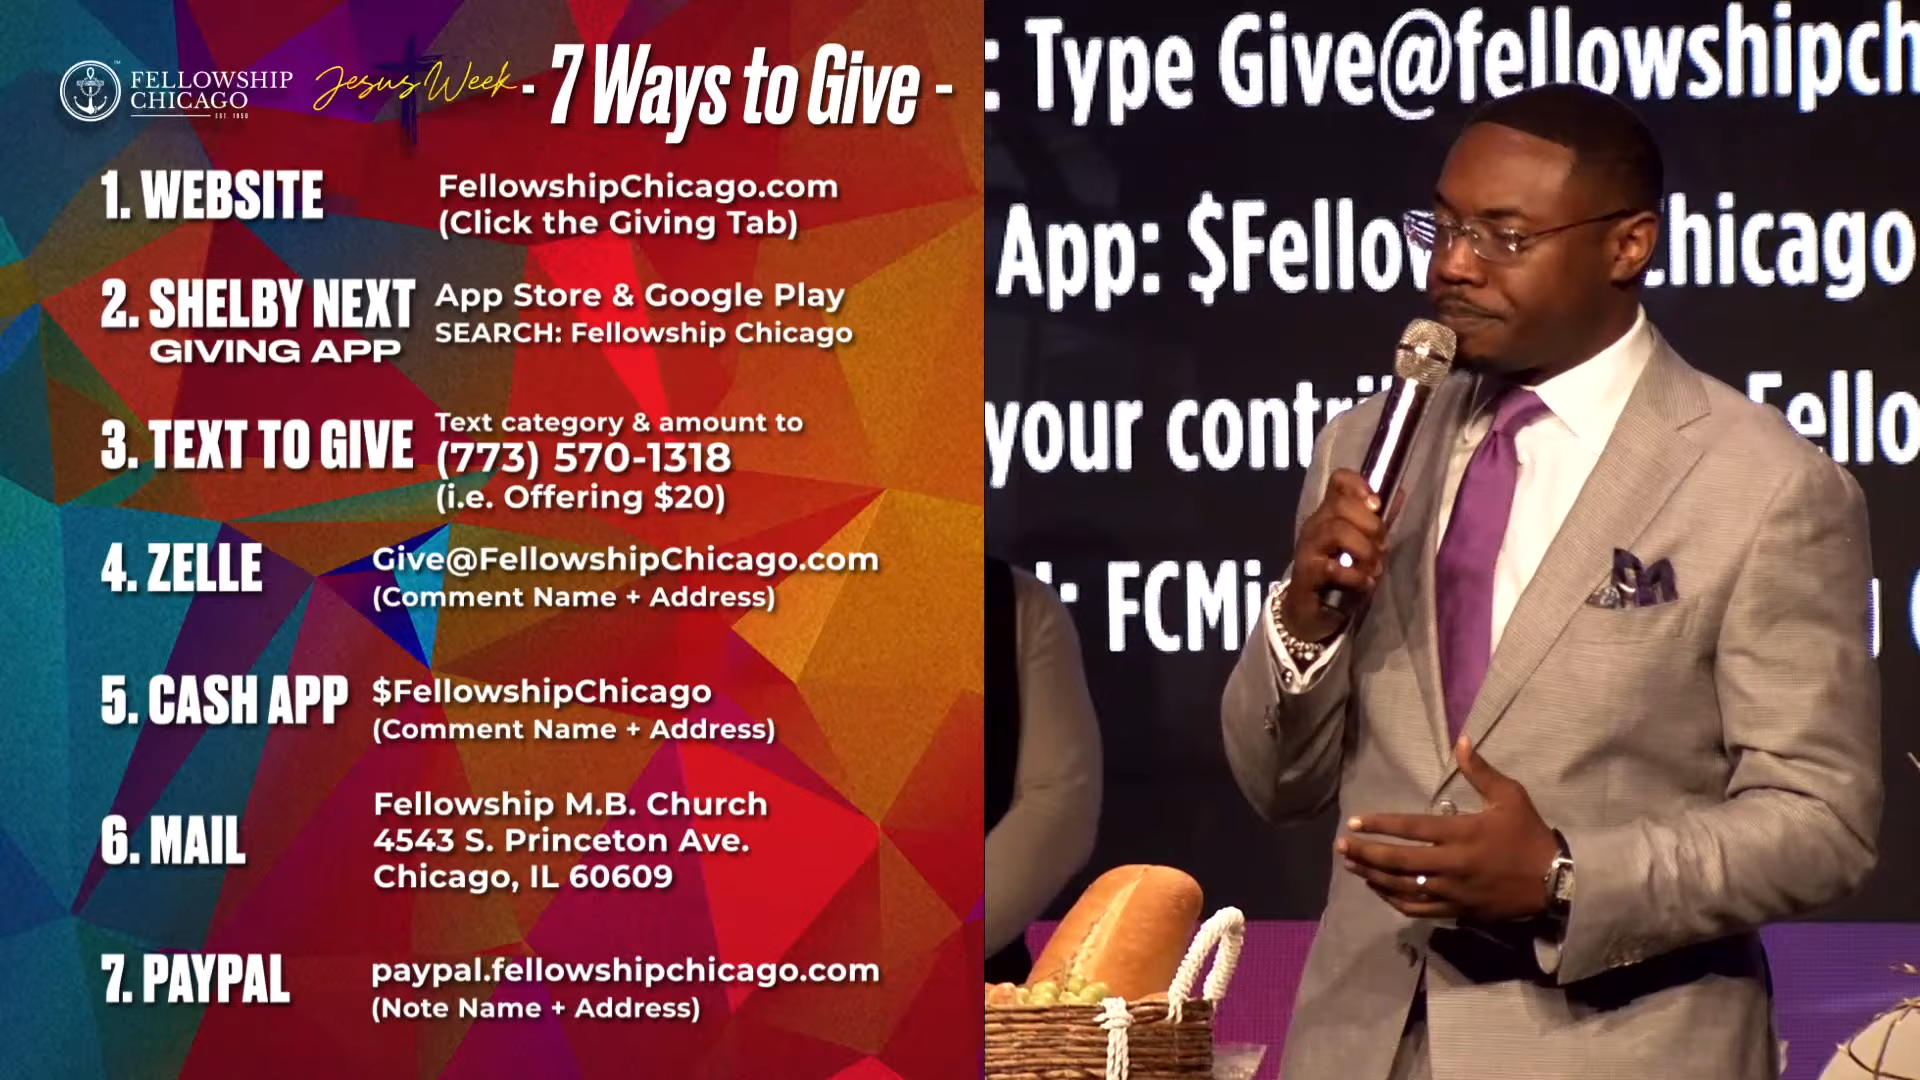 FELLOWSHIP
CHICAGO
EST. 1950
Jesus Week
- 7 Ways to Give -
1. WEBSITE
FellowshipChicago.com
(Click the Giving Tab)
2. SHELBY NEXT
GIVING APP
App Store & Google Play
SEARCH: Fellowship Chicago
3. TEXT TO GIVE
Text category & amount to
(773) 570-1318
(i.e. Offering $20)
4. ZELLE
Give@FellowshipChicago.com
(Comment Name + Address)
5. CASH APP
$FellowshipChicago
(Comment Name + Address)
6. MAIL
Fellowship M.B. Church
4543 S. Princeton Ave.
Chicago, IL 60609
7. PAYPAL
paypal.fellowshipchicago.com
(Note Name + Address)
: Type Give@fellowshipch
App: $Fellow hicago
your contri Fello
: FCMi